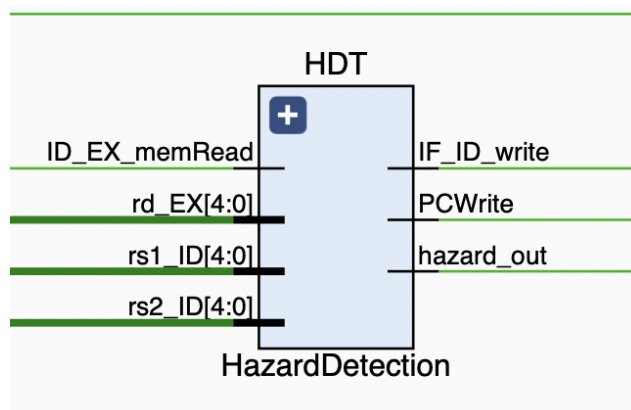 HDT
ID_EX_memRead
IF_ID_write
rd_EX[4:0]
PCWrite
rs1_ID[4:0]
hazard_out
rs2_ID[4:0]
HazardDetection